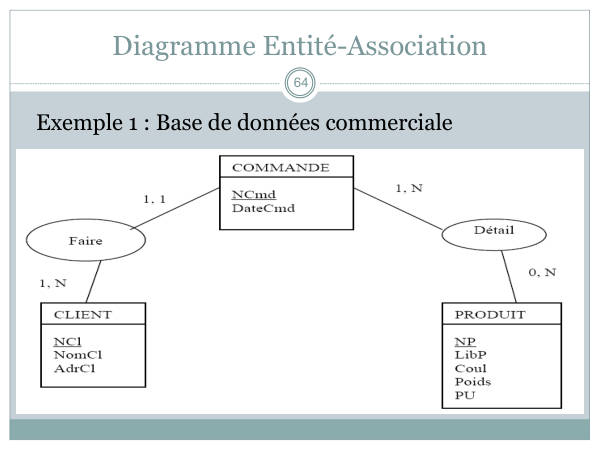 Diagramme Entité-Association
64
Exemple 1 : Base de données commerciale
COMMANDE
NCmd
DateCmd
1, 1
1, N
Faire
Détail
1, N
0, N
CLIENT
NCl
NomCl
AdrCl
PRODUIT
NP
LibP
Coul
Poids
PU